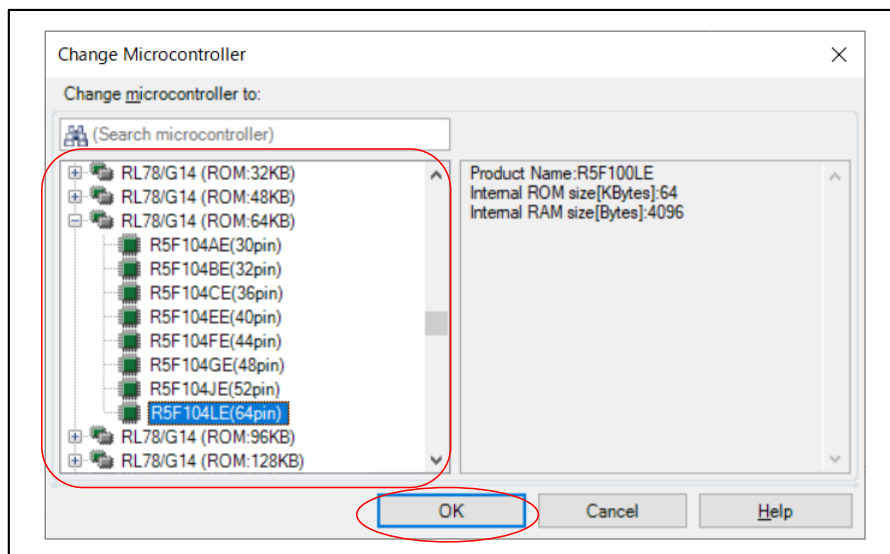 Change Microcontroller
Change microcontroller to:
(Search microcontroller)
RL78/G14 (ROM:32KB)
RL78/G14 (ROM:48KB)
RL78/G14 (ROM:64KB)
R5F104AE(30pin)
R5F104BE(32pin)
R5F104CE(36pin)
R5F104EE(40pin)
R5F104FE(44pin)
R5F104GE(48pin)
R5F104JE(52pin)
R5F104LE(64pin)
RL78/G14 (ROM:96KB)
RL78/G14 (ROM:128KB)
Product Name:R5F100LE
Internal ROM size[KBytes]:64
Internal RAM size[Bytes]:4096
OK Cancel Help